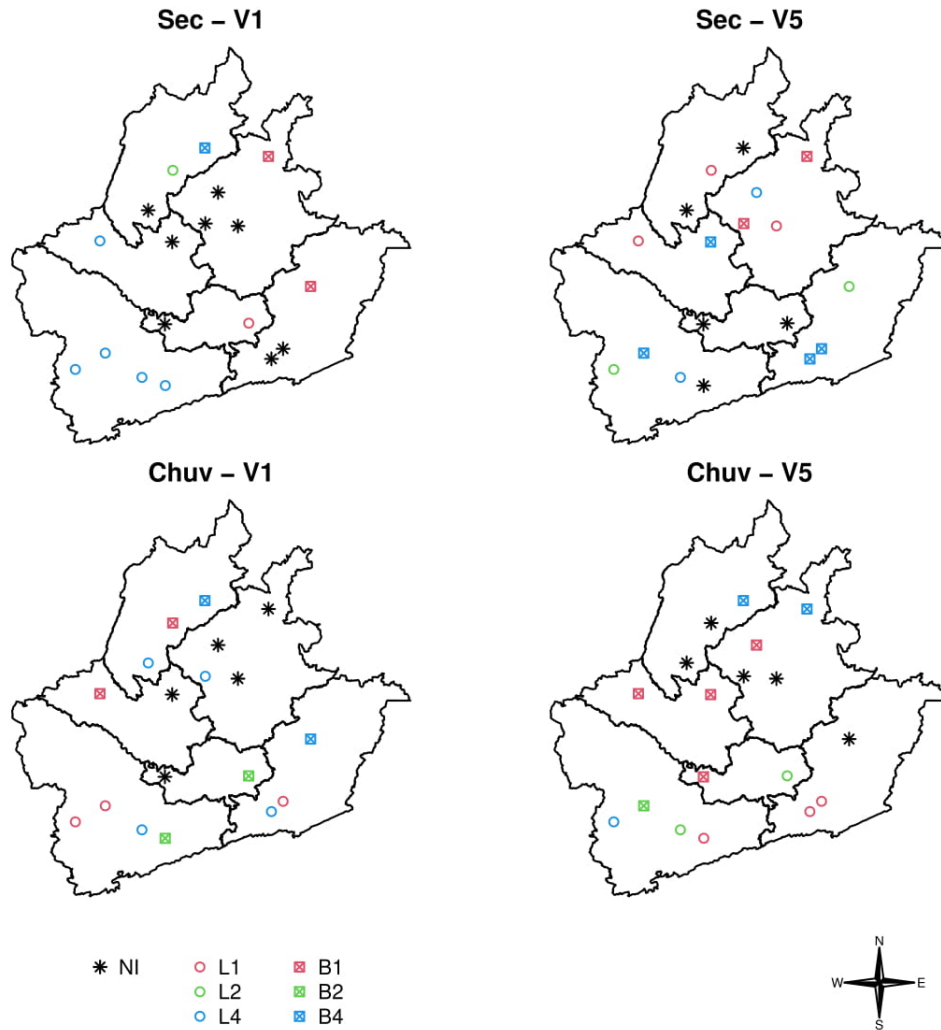 Sec – V1
Sec – V5
Chuv – V1
Chuv – V5
NI
L1
B1
L2
B2
L4
B4
N
W
E
S